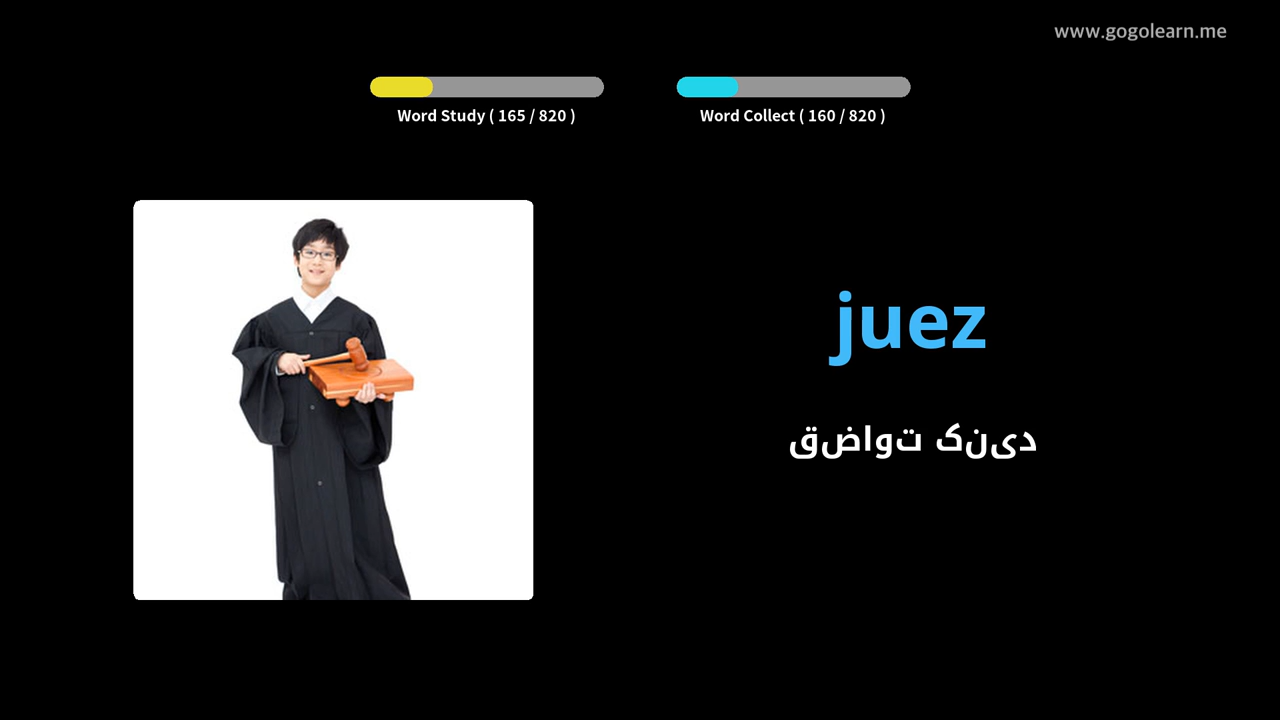 www.gogolearn.me
Word Study ( 165 / 820 )
Word Collect ( 160 / 820 )
juez
قضاوت کنید